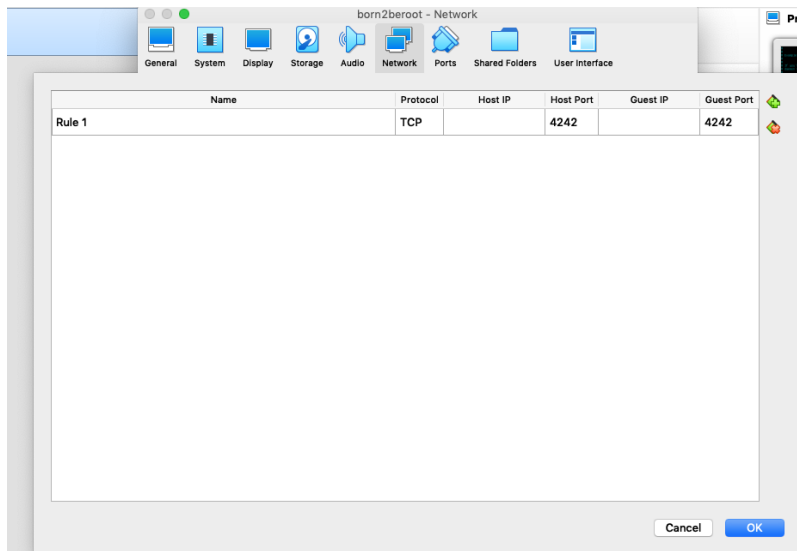 born2beroot - Network
Pr
General System Display Storage Audio Network Ports Shared Folders User Interface
Name Protocol Host IP Host Port Guest IP Guest Port
Rule 1 TCP 4242 4242
Cancel OK